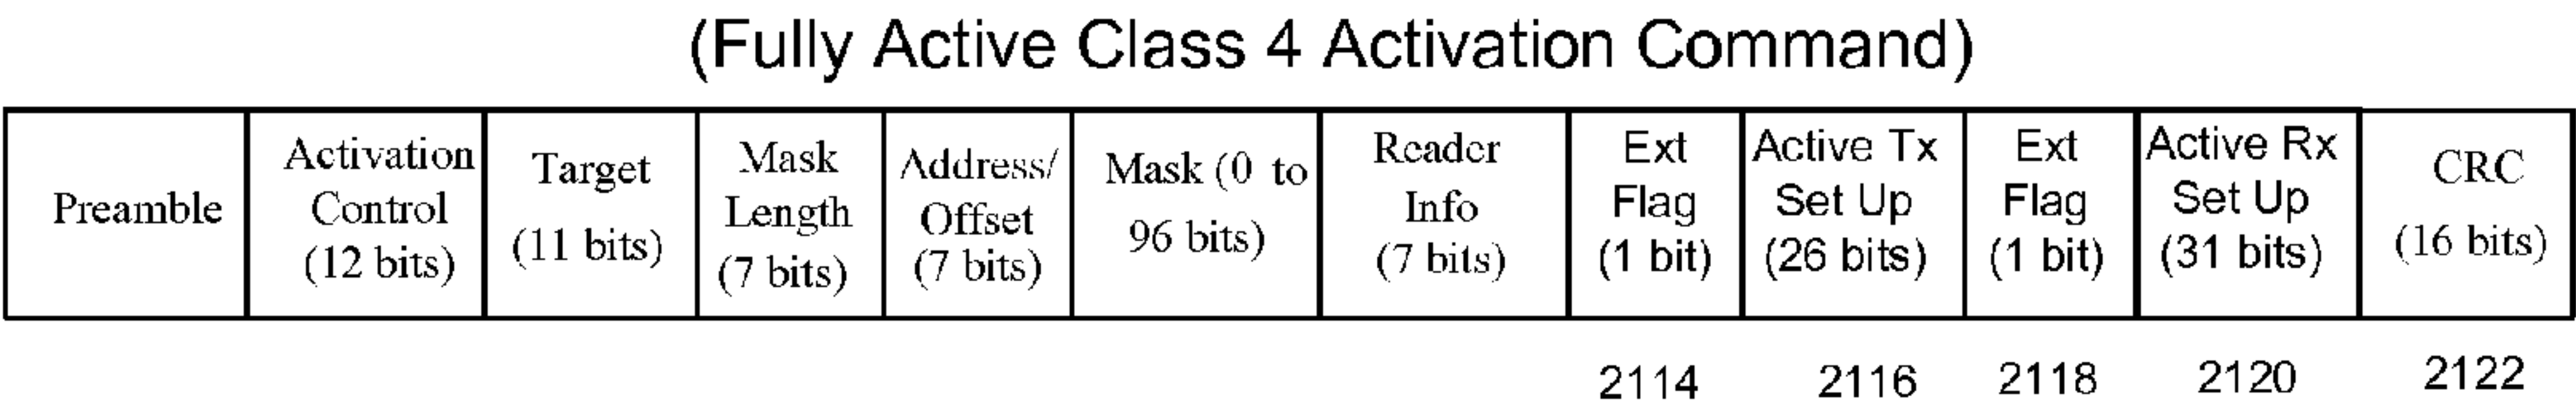 (Fully Active Class 4 Activation Command)
Preamble
Activation
Control
(12 bits)
Target
(11 bits)
Mask
Length
(7 bits)
Address/
Offset
(7 bits)
Mask (0 to
96 bits)
Reader
Info
(7 bits)
Ext
Flag
(1 bit)
Active Tx
Set Up
(26 bits)
Ext
Flag
(1 bit)
Active Rx
Set Up
(31 bits)
CRC
(16 bits)
2114
2116
2118
2120
2122